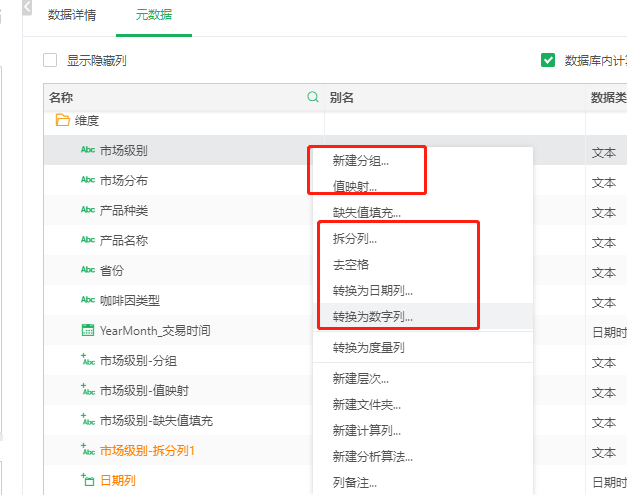 数据详情 元数据
显示隐藏列 数据库内计
名称 别名 数据类
维度
Abc 市场级别 文本
新建分组...
Abc 市场分布 文本
值映射...
Abc 产品种类 缺失值填充... 文本
Abc 产品名称 拆分列... 文本
Abc 省份 去空格 文本
Abc 咖啡因类型 转换为日期列... 文本
转换为数字列...
YearMonth_交易时间 日期时
转换为度量列
Abc 市场级别-分组 文本
新建层次...
Abc 市场级别-值映射 文本
新建文件夹...
Abc 市场级别-缺失值填充 新建计算列... 文本
Abc 市场级别-拆分列1 新建分析算法... 文本
日期列 列备注... 日期时